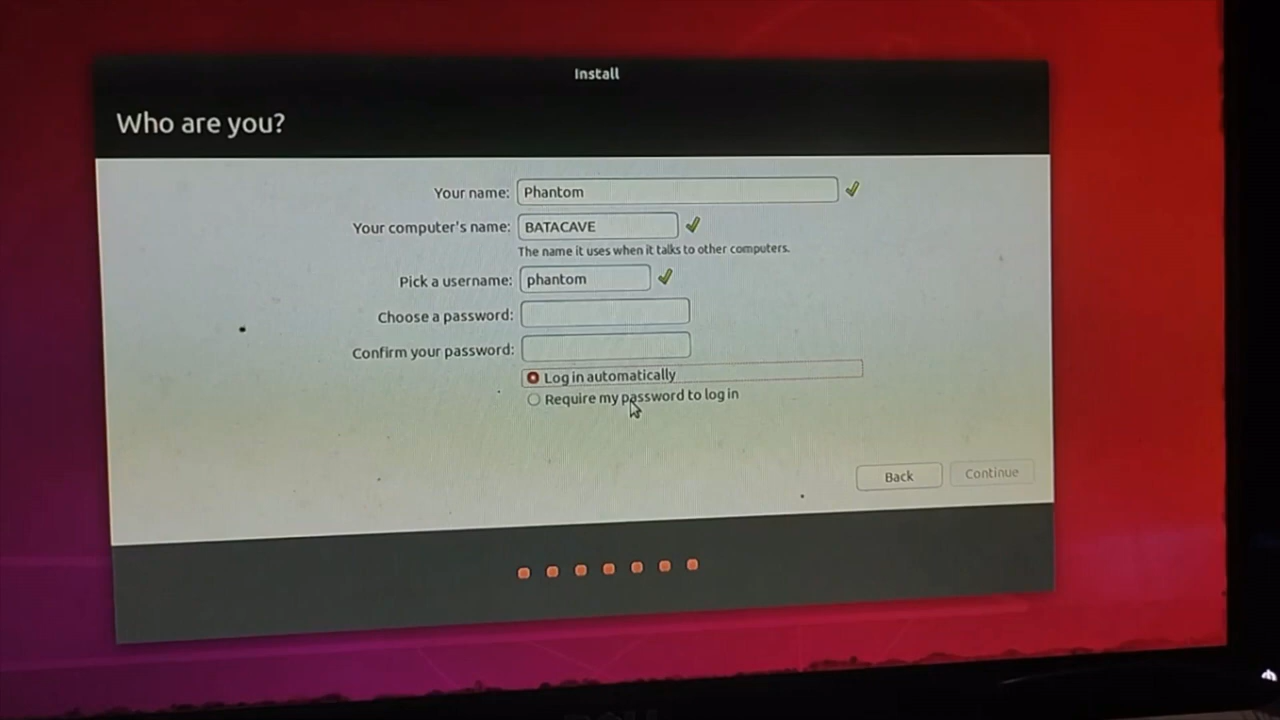 Install
Who are you?
Your name: Phantom
Your computer's name: BATACAVE
The name it uses when it talks to other computers.
Pick a username: phantom
Choose a password:
Confirm your password:
Log in automatically
Require my password to log in
Back Continue